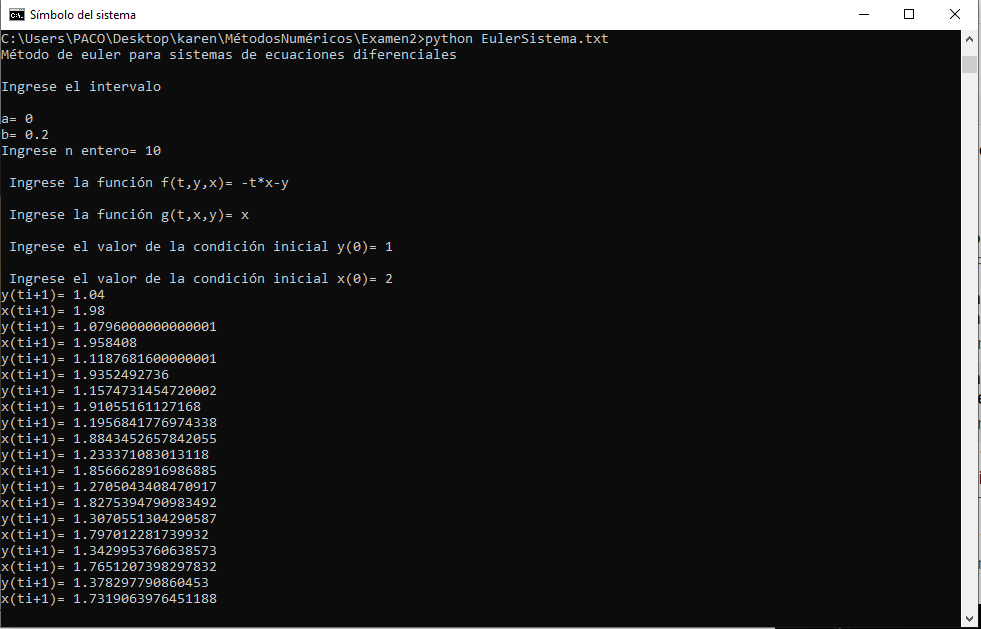 Símbolo del sistema
C:\Users\PACO\Desktop\karen\MétodosNuméricos\Examen2>python EulerSistema.txt
Método de euler para sistemas de ecuaciones diferenciales
Ingrese el intervalo
a= 0
b= 0.2
Ingrese n entero= 10
Ingrese la función f(t,y,x)= -t*x-y
Ingrese la función g(t,x,y)= x
Ingrese el valor de la condición inicial y(0)= 1
Ingrese el valor de la condición inicial x(0)= 2
y(ti+1)= 1.04
x(ti+1)= 1.98
y(ti+1)= 1.0796000000000001
x(ti+1)= 1.958408
y(ti+1)= 1.1187681600000001
x(ti+1)= 1.9352492736
y(ti+1)= 1.1574731454720002
x(ti+1)= 1.91055161127168
y(ti+1)= 1.1956841776974338
x(ti+1)= 1.8843452657842055
y(ti+1)= 1.233371083013118
x(ti+1)= 1.8566628916986885
y(ti+1)= 1.2705043408470917
x(ti+1)= 1.8275394790983492
y(ti+1)= 1.3070551304290587
x(ti+1)= 1.797012281739932
y(ti+1)= 1.3429953760638573
x(ti+1)= 1.7651207398297832
y(ti+1)= 1.378297790860453
x(ti+1)= 1.7319063976451188